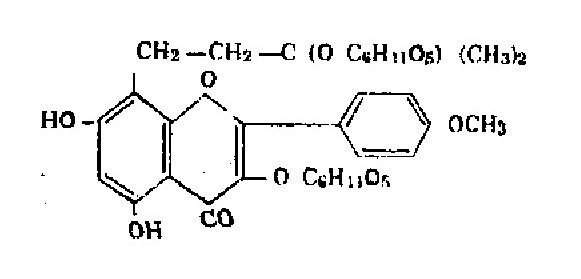 CH2—CH2—C (O C6H11O5) (CH3)2
O
HO
OCH3
O C6H11O5
CO
OH